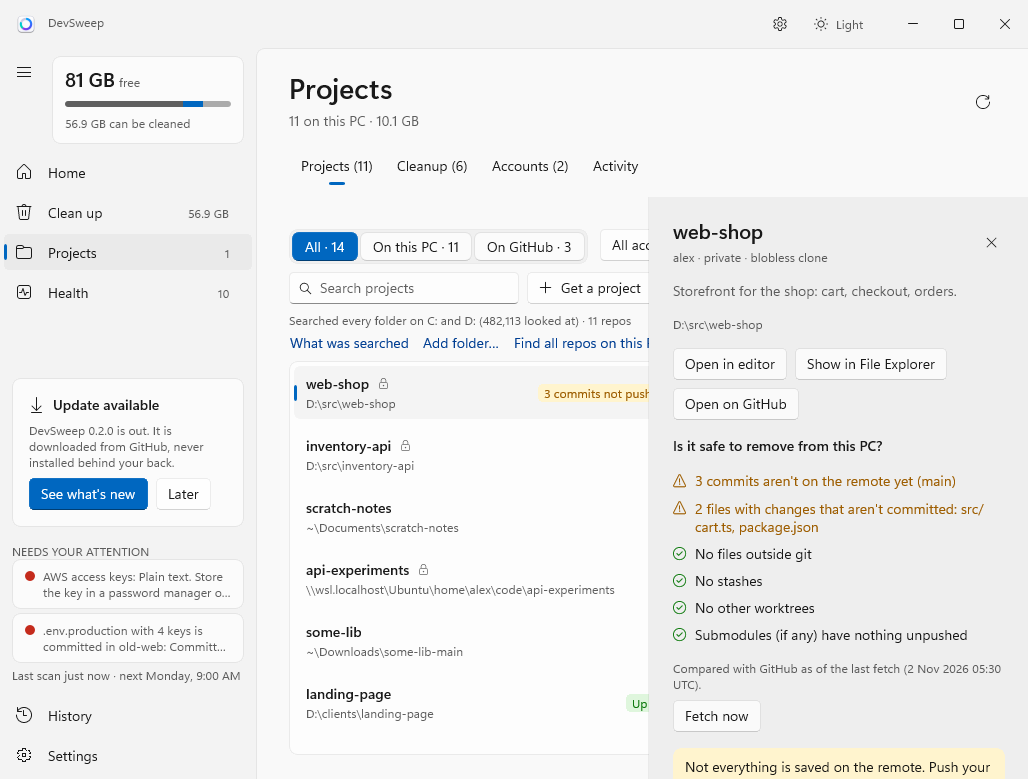 DevSweep
Light
81 GB free
56.9 GB can be cleaned
Home
Clean up 56.9 GB
Projects 1
Health 10
Update available
DevSweep 0.2.0 is out. It is
downloaded from GitHub, never
installed behind your back.
See what's new
Later
NEEDS YOUR ATTENTION
AWS access keys: Plain text. Store
the key in a password manager o...
.env.production with 4 keys is
committed in old-web: Committ...
Last scan just now · next Monday, 9:00 AM
History
Settings
Projects
11 on this PC · 10.1 GB
Projects (11)
Cleanup (6)
Accounts (2)
Activity
All · 14
On this PC · 11
On GitHub · 3
All acc
Search projects
Get a project
Searched every folder on C: and D: (482,113 looked at) · 11 repos
What was searched
Add folder...
Find all repos on this
web-shop
3 commits not push
D:\src\web-shop
inventory-api
D:\src\inventory-api
scratch-notes
~\Documents\scratch-notes
api-experiments
\\wsl.localhost\Ubuntu\home\alex\code\api-experiments
some-lib
~\Downloads\some-lib-main
landing-page
Up
D:\clients\landing-page
web-shop
alex · private · blobless clone
Storefront for the shop: cart, checkout, orders.
D:\src\web-shop
Open in editor
Show in File Explorer
Open on GitHub
Is it safe to remove from this PC?
3 commits aren't on the remote yet (main)
2 files with changes that aren't committed: src/
cart.ts, package.json
No files outside git
No stashes
No other worktrees
Submodules (if any) have nothing unpushed
Compared with GitHub as of the last fetch (2 Nov 2026 05:30
UTC).
Fetch now
Not everything is saved on the remote. Push your